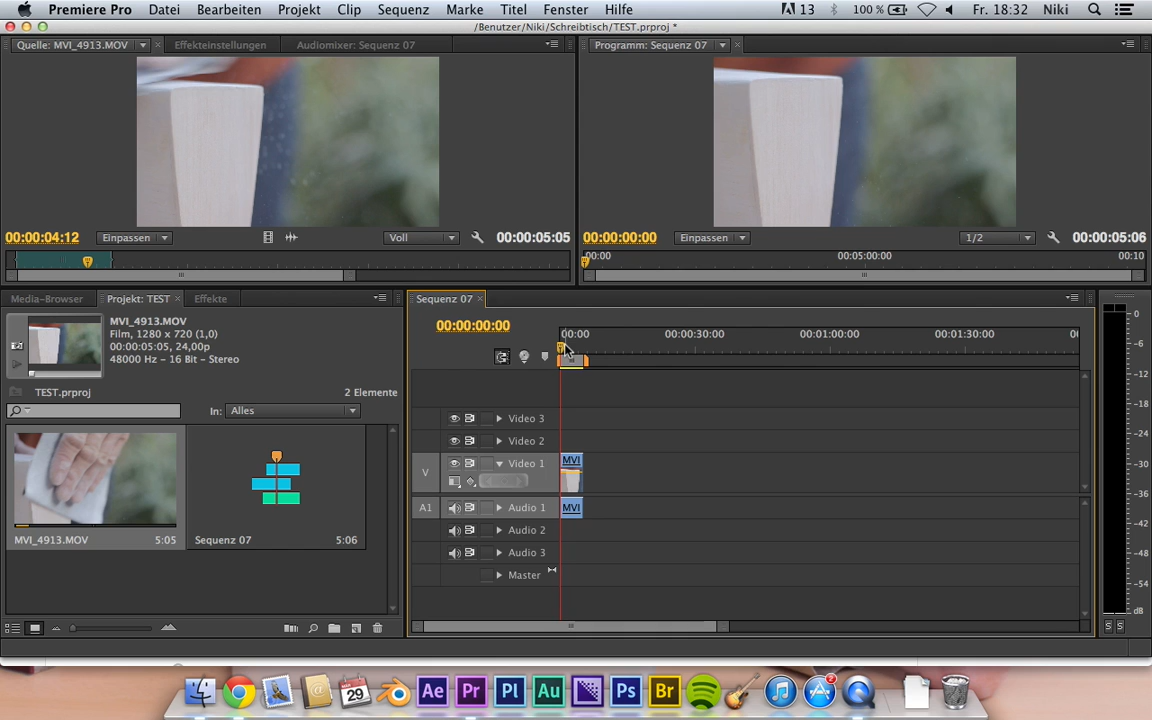 Premiere Pro Datei Bearbeiten Projekt Clip Sequenz Marke Titel Fenster Hilfe 13 100 % Fr. 18:32 Niki
/Benutzer/Niki/Schreibtisch/TEST.prproj *
Quelle: MVI_4913.MOV Effekteinstellungen Audiomixer: Sequenz 07
Programm: Sequenz 07
00:00:04:12 Einpassen Voll 00:00:05:05
00:00:00:00 Einpassen 1/2 00:00:05:06
00:00 00:05:00:00 00:10
Media-Browser Projekt: TEST Effekte
MVI_4913.MOV
Film, 1280 x 720 (1,0)
00:00:05:05, 24,00p
48000 Hz - 16 Bit - Stereo
TEST.prproj 2 Elemente
In: Alles
MVI_4913.MOV 5:05
Sequenz 07 5:06
Sequenz 07
00:00:00:00
00:00 00:00:30:00 00:01:00:00 00:01:30:00 00
Video 3
Video 2
V Video 1 MVI
A1 Audio 1 MVI
Audio 2
Audio 3
Master
0
-6
-12
-18
-24
-30
-36
-42
-48
-54
dB
S S
29 Ae Pr Pl Au Ps Br 2